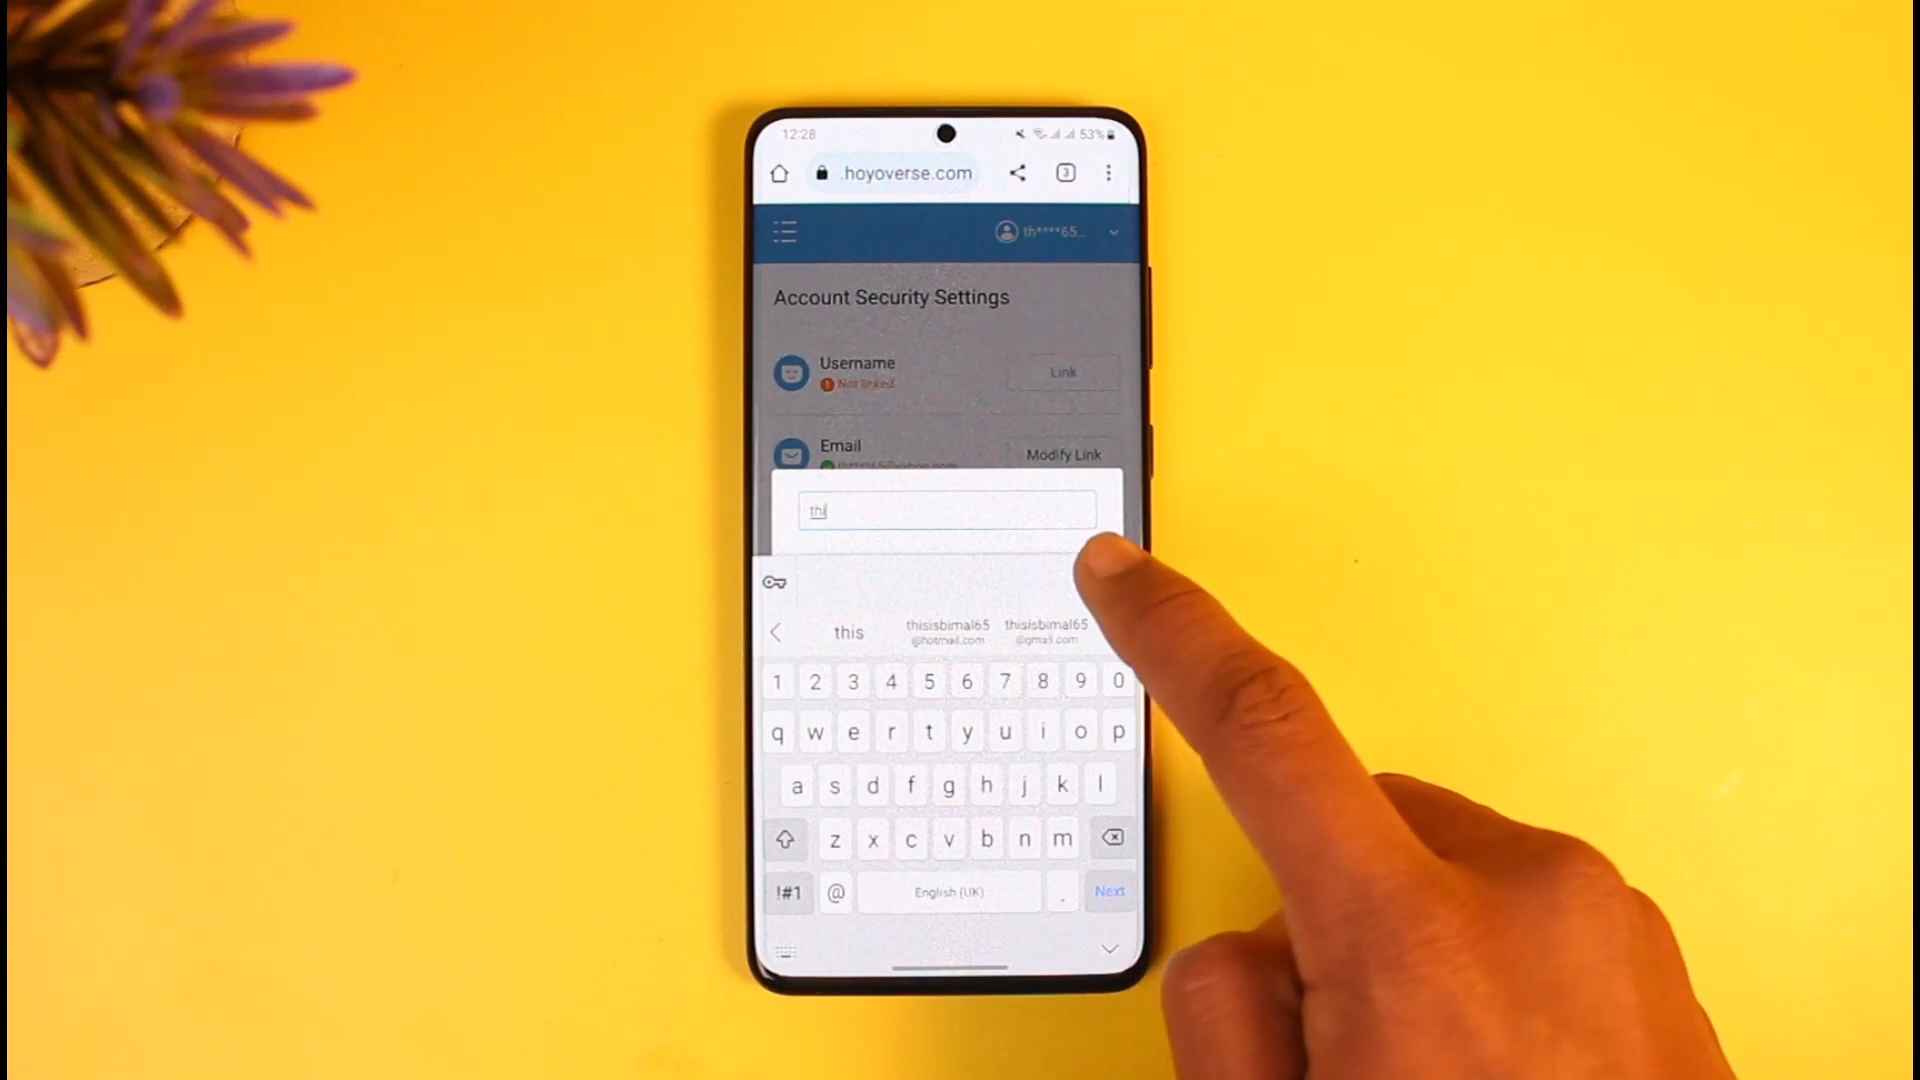 12:28 53%
.hoyoverse.com 3
th****65...
Account Security Settings
Username
Not linked
Link
Email
Modify Link
thi
this thisisbimal65 @hotmail.com thisisbimal65 @gmail.com
1 2 3 4 5 6 7 8 9 0
q w e r t y u i o p
a s d f g h j k l
z x c v b n m
!#1 @ English (UK) . Next